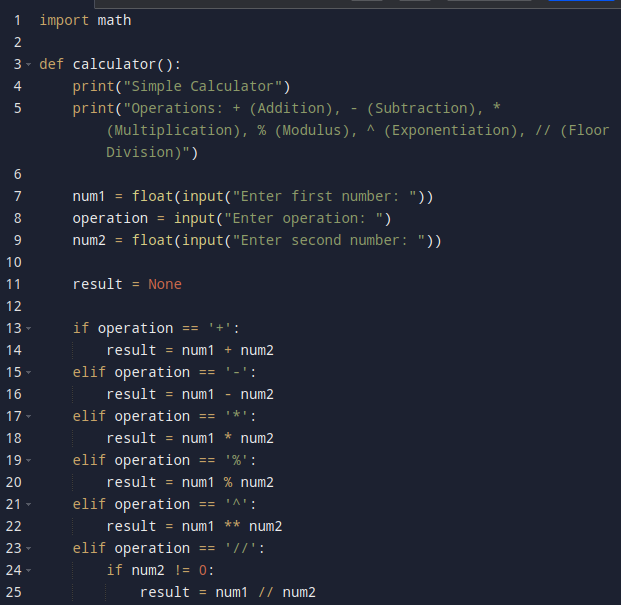 1 import math
2
3 def calculator():
4     print("Simple Calculator")
5     print("Operations: + (Addition), - (Subtraction), *
        (Multiplication), % (Modulus), ^ (Exponentiation), // (Floor
        Division)")
6
7     num1 = float(input("Enter first number: "))
8     operation = input("Enter operation: ")
9     num2 = float(input("Enter second number: "))
10
11     result = None
12
13     if operation == '+':
14         result = num1 + num2
15     elif operation == '-':
16         result = num1 - num2
17     elif operation == '*':
18         result = num1 * num2
19     elif operation == '%':
20         result = num1 % num2
21     elif operation == '^':
22         result = num1 ** num2
23     elif operation == '//':
24         if num2 != 0:
25             result = num1 // num2